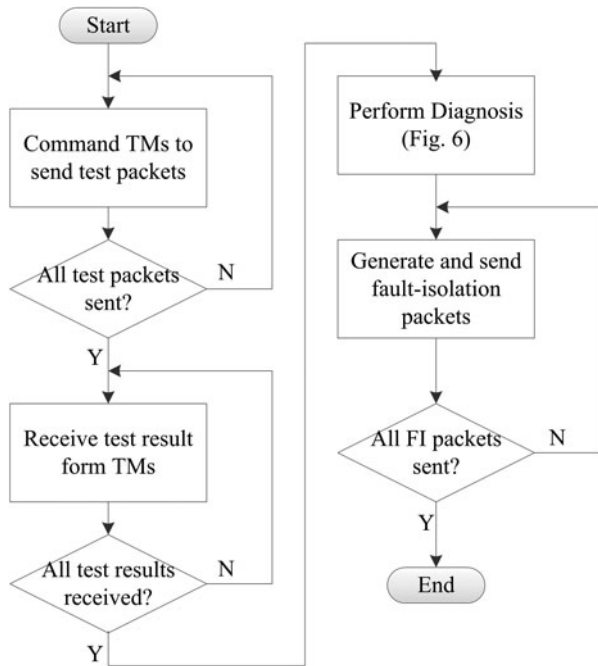 Start
Command TMs to
send test packets
All test packets
sent?
N
Y
Receive test result
form TMs
All test results
received?
N
Y
Perform Diagnosis
(Fig. 6)
Generate and send
fault-isolation
packets
All FI packets
sent?
N
Y
End